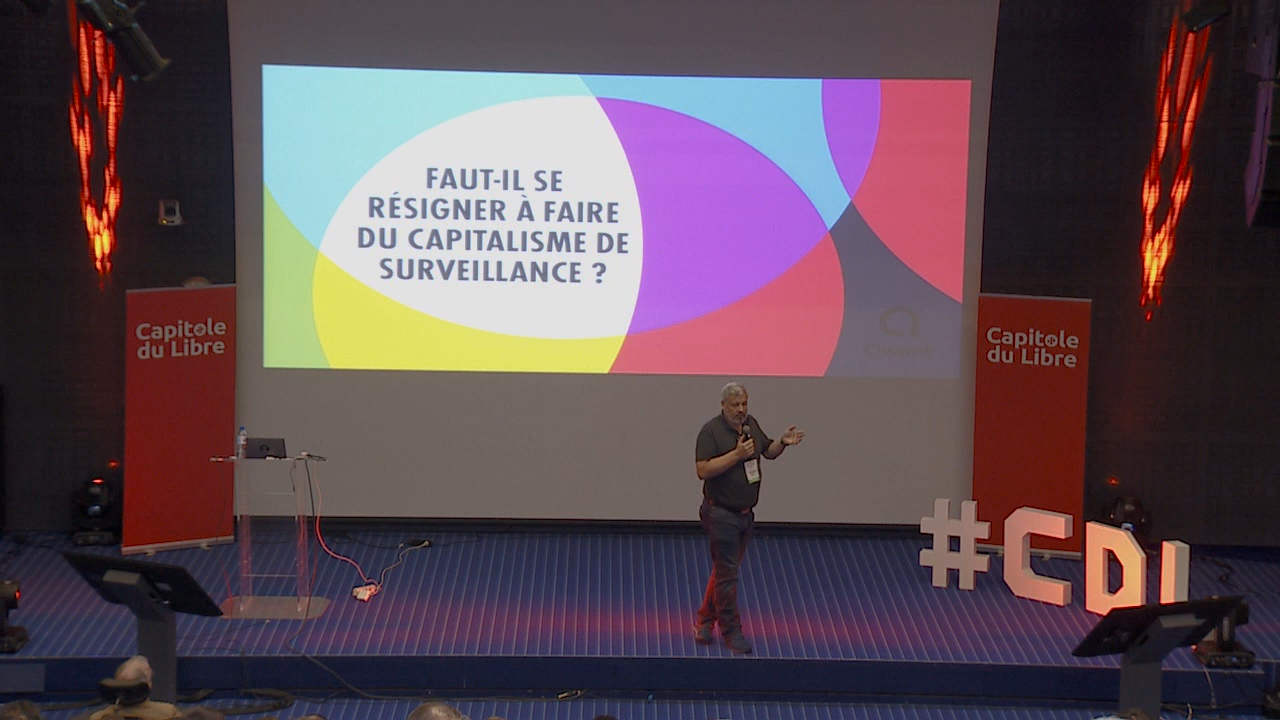 FAUT-IL SE
RÉSIGNER À FAIRE
DU CAPITALISME DE
SURVEILLANCE ?
Capitole
du Libre
Capitole
du Libre
#CDL